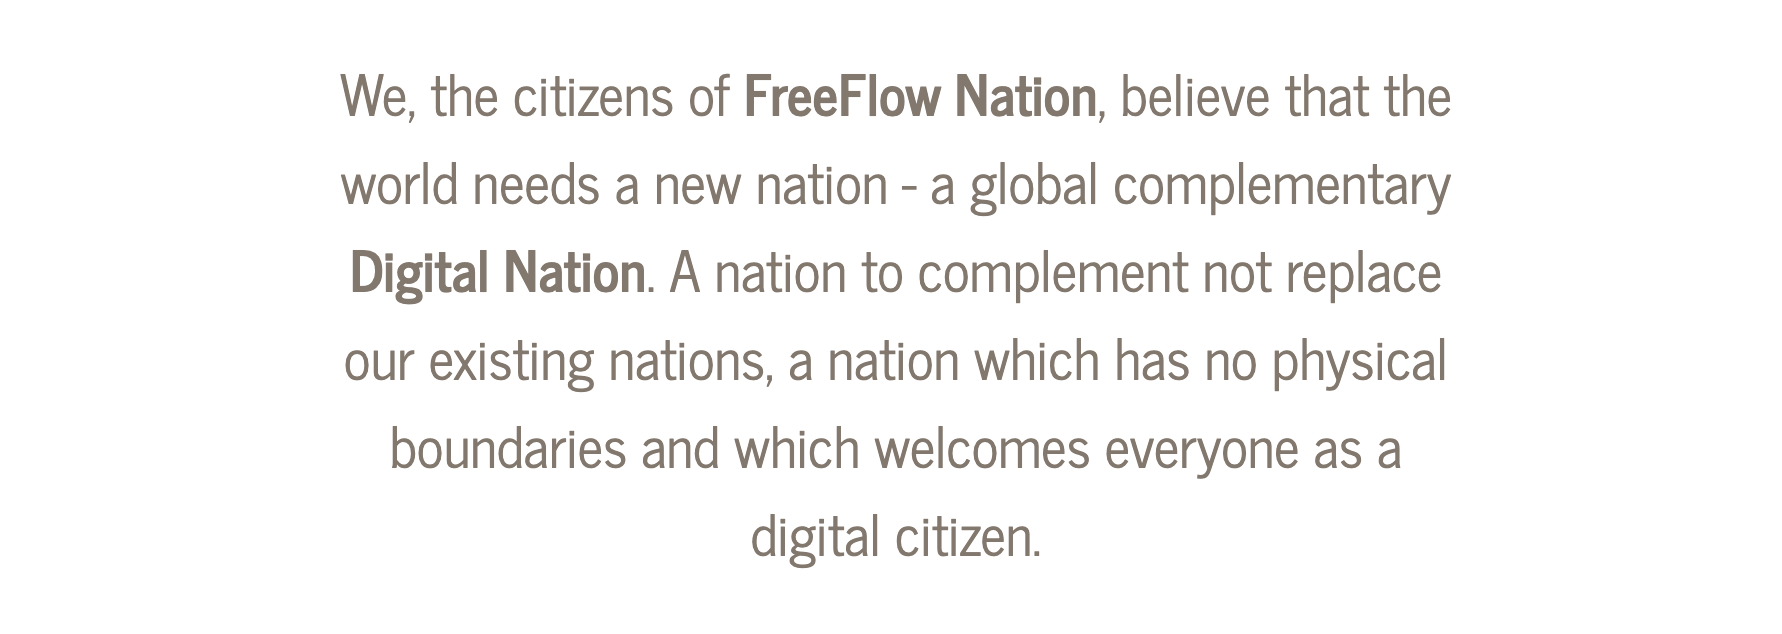 We, the citizens of FreeFlow Nation, believe that the
world needs a new nation - a global complementary
Digital Nation. A nation to complement not replace
our existing nations, a nation which has no physical
boundaries and which welcomes everyone as a
digital citizen.